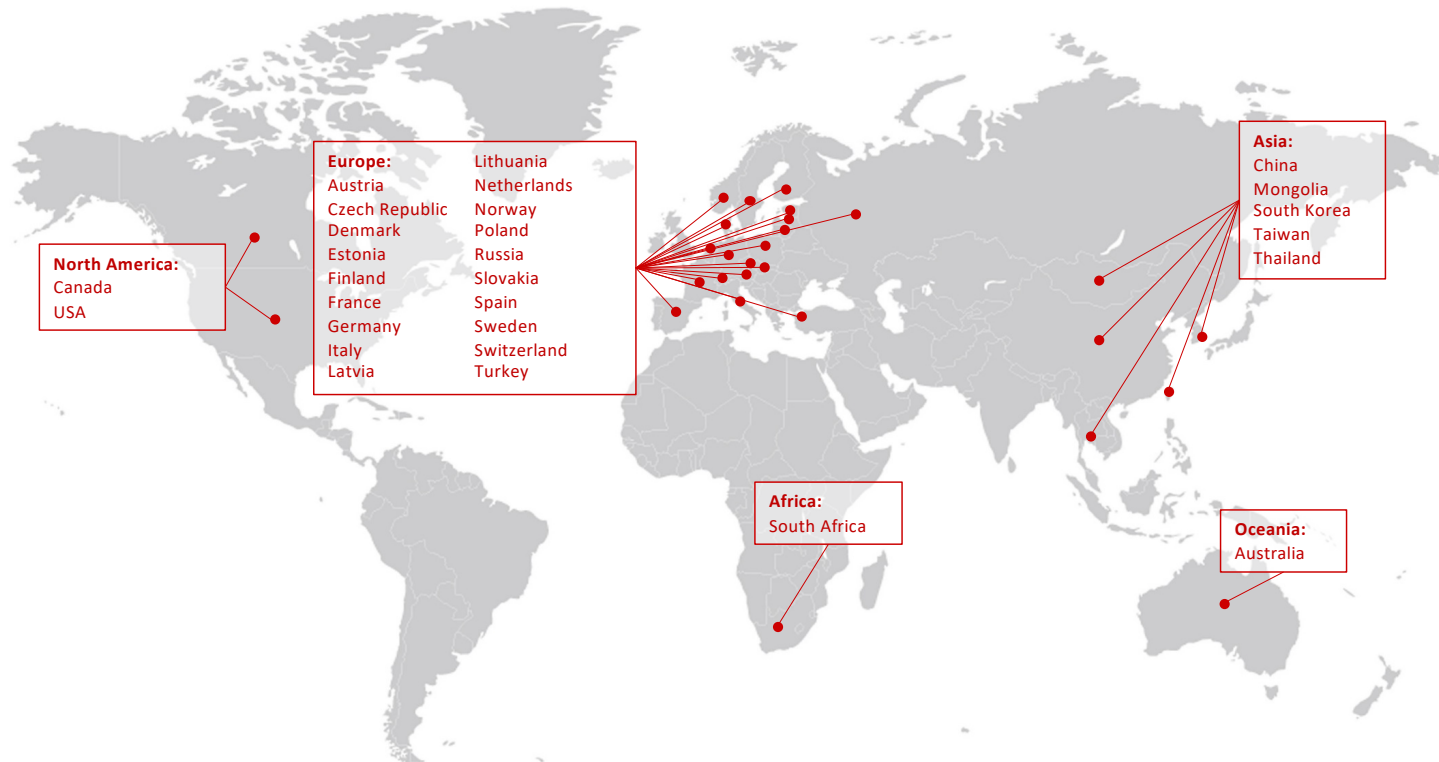 North America:
Canada
USA
Europe:
Austria
Czech Republic
Denmark
Estonia
Finland
France
Germany
Italy
Latvia
Lithuania
Netherlands
Norway
Poland
Russia
Slovakia
Spain
Sweden
Switzerland
Turkey
Africa:
South Africa
Asia:
China
Mongolia
South Korea
Taiwan
Thailand
Oceania:
Australia